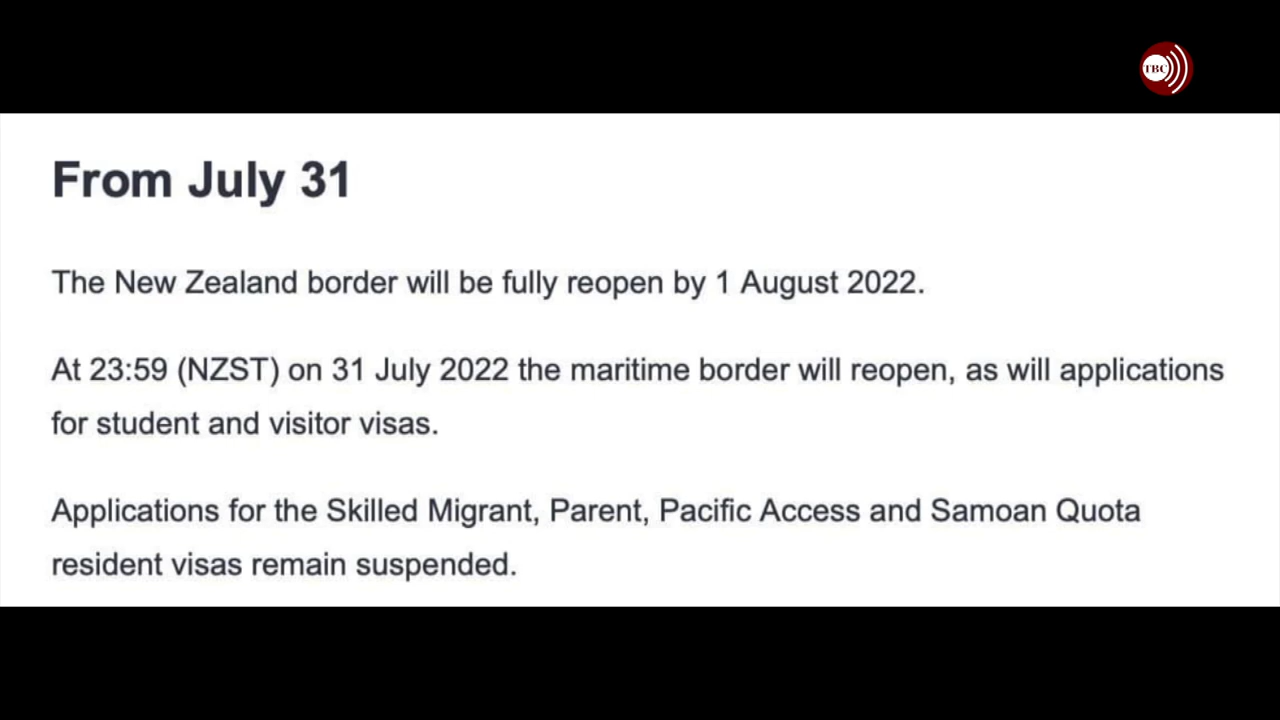 TBC
From July 31
The New Zealand border will be fully reopen by 1 August 2022.
At 23:59 (NZST) on 31 July 2022 the maritime border will reopen, as will applications
for student and visitor visas.
Applications for the Skilled Migrant, Parent, Pacific Access and Samoan Quota
resident visas remain suspended.